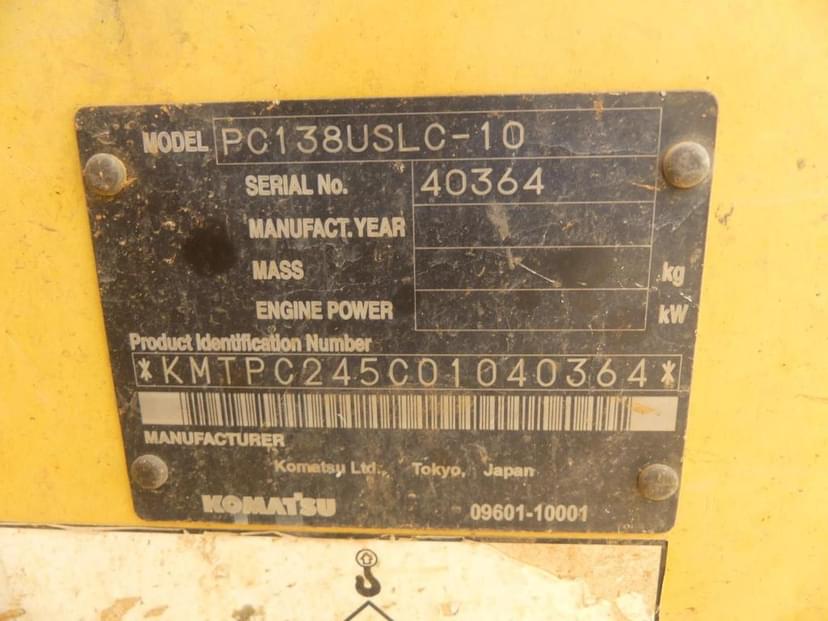 MODEL PC138USLC-10
SERIAL No. 40364
MANUFACT. YEAR
MASS kg
ENGINE POWER kW
Product Identification Number
*KMTPC245C01040364*
MANUFACTURER
Komatsu Ltd., Tokyo, Japan
KOMATSU 09601-10001